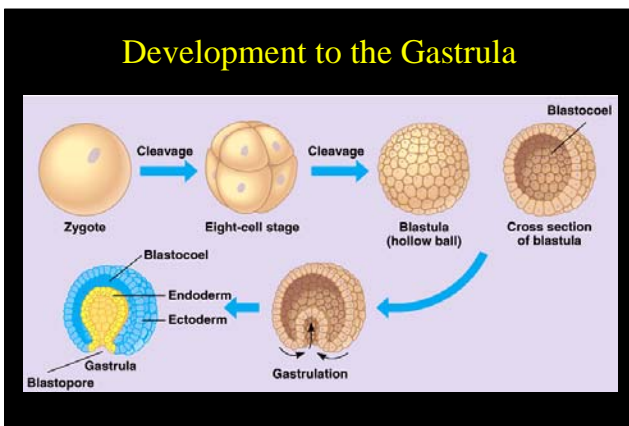 Development to the Gastrula
Blastocoel
Cleavage
Cleavage
Zygote
Eight-cell stage
Blastula
(hollow ball)
Cross section
of blastula
Blastocoel
Endoderm
Ectoderm
Gastrula
Blastopore
Gastrulation